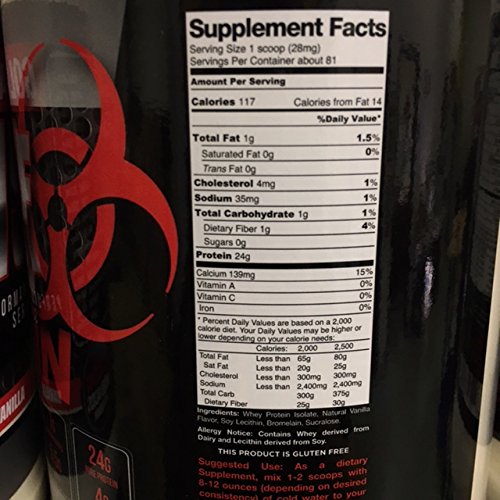 Supplement Facts
Serving Size 1 scoop (28mg)
Servings Per Container about 81
Amount Per Serving
Calories 117 Calories from Fat 14
%Daily Value*
Total Fat 1g 1.5%
Saturated Fat 0g 0%
Trans Fat 0g
Cholesterol 4mg 1%
Sodium 35mg 1%
Total Carbohydrate 1g 1%
Dietary Fiber 1g 4%
Sugars 0g
Protein 24g
Calcium 139mg 15%
Vitamin A 0%
Vitamin C 0%
Iron 0%
* Percent Daily Values are based on a 2,000
calorie diet. Your Daily Values may be higher or
lower depending on your calorie needs:
Calories: 2,000 2,500
Total Fat Less than 65g 80g
Sat Fat Less than 20g 25g
Cholesterol Less than 300mg 300mg
Sodium Less than 2,400mg 2,400mg
Total Carb 300g 375g
Dietary Fiber 25g 30g
Ingredients: Whey Protein Isolate, Natural Vanilla
Flavor, Soy Lecithin, Bromelain, Sucralose.
Allergy Notice: Contains Whey derived from
Dairy and Lecithin derived from Soy.
THIS PRODUCT IS GLUTEN FREE
Suggested Use: As a dietary
Supplement, mix 1-2 scoops with
8-12 ounces (depending on desired
consistency) of cold water to your
24G